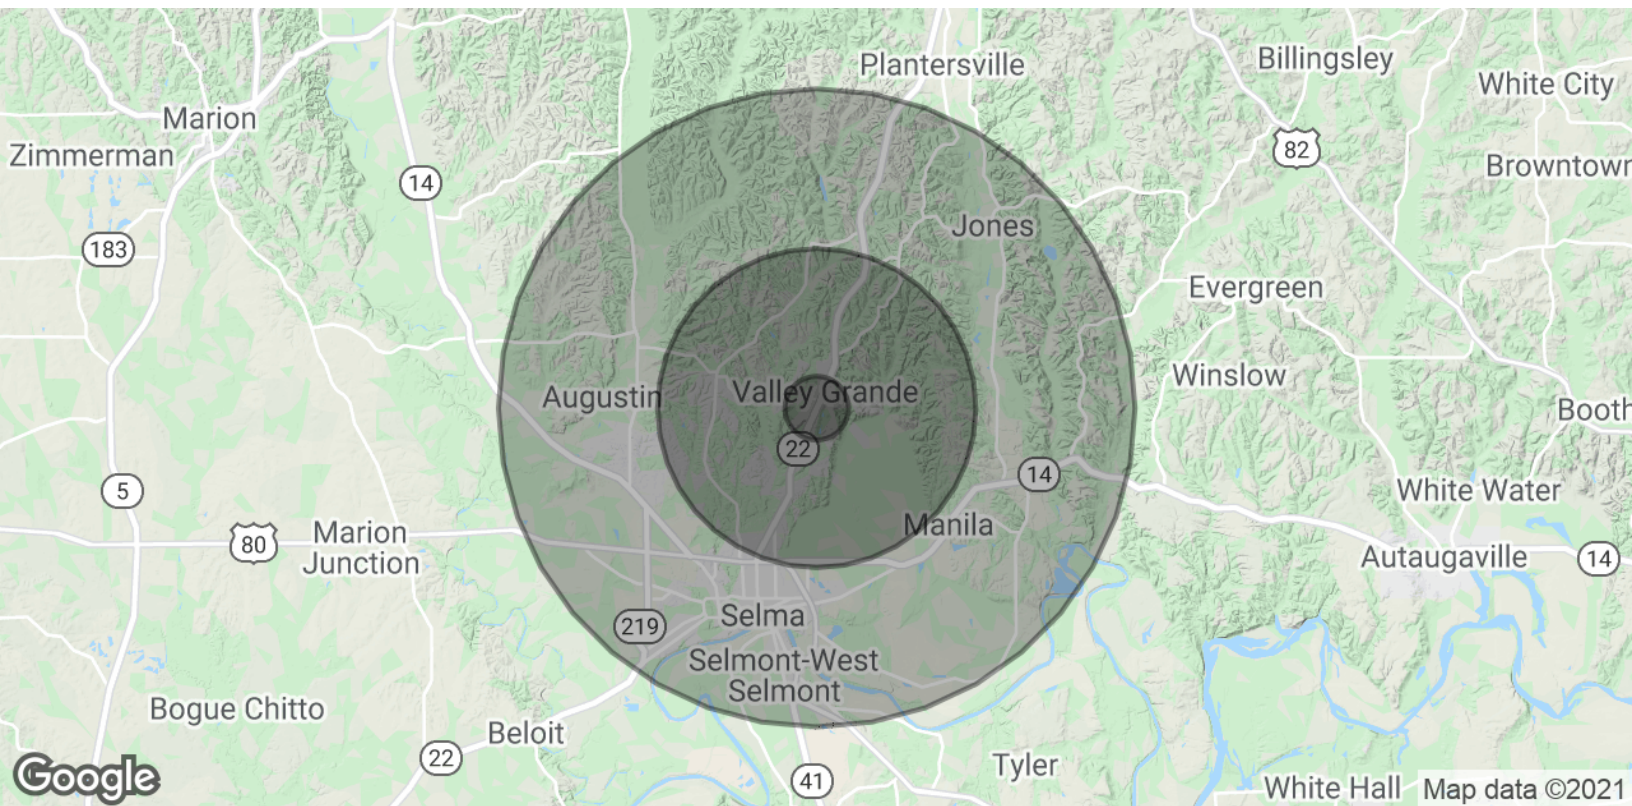 Plantersville
Billingsley
White City
Marion
Zimmerman
82
Browntown
14
Jones
183
Evergreen
Valley Grande
Augustin
Winslow
Booth
22
14
5
White Water
Manila
80
Marion
Junction
Autaugaville
14
219
Selma
Selmont-West
Selmont
Bogue Chitto
Beloit
22
Tyler
41
Google
White Hall
Map data ©2021